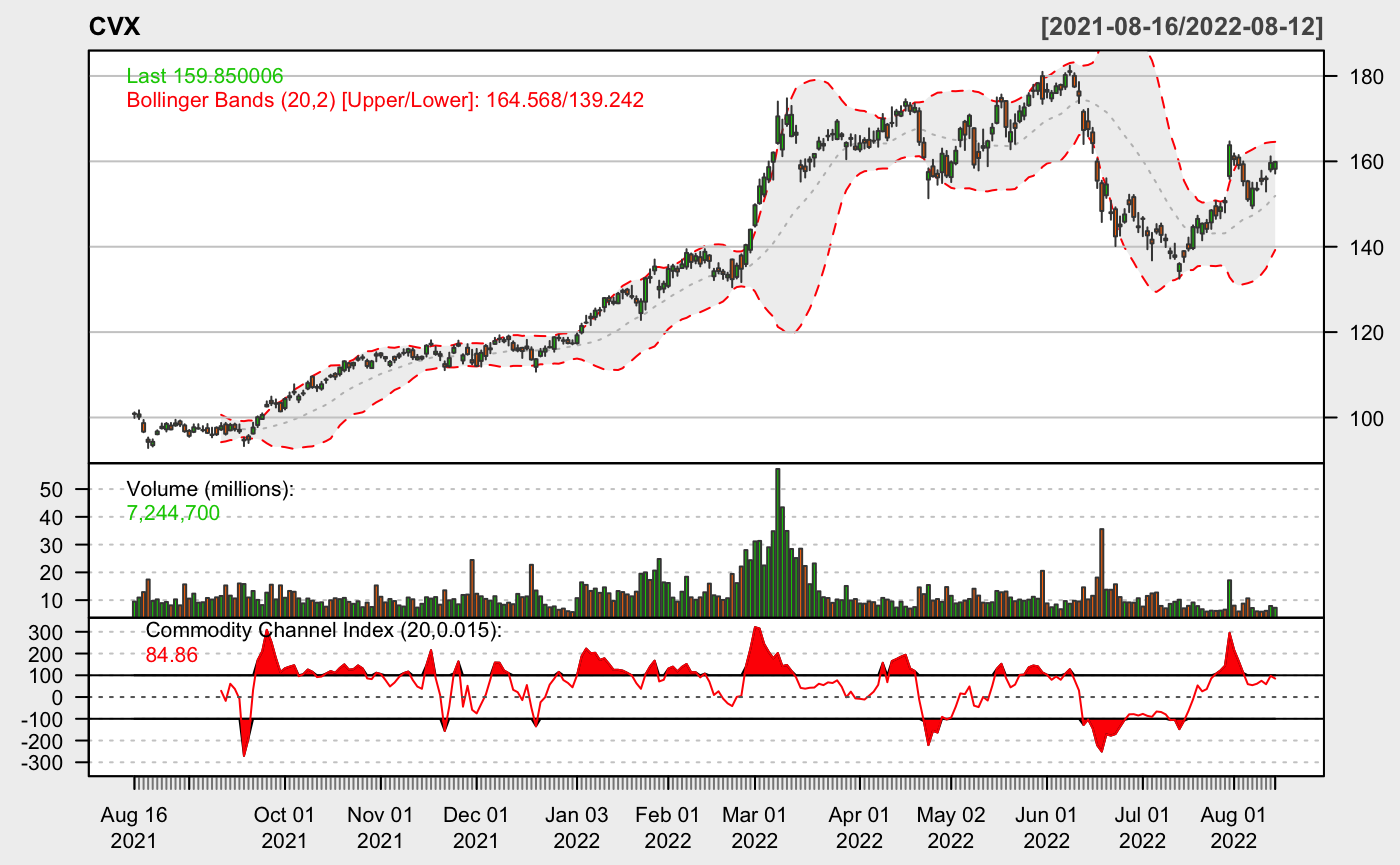 CVX [2021-08-16/2022-08-12]
Last 159.850006
Bollinger Bands (20,2) [Upper/Lower]: 164.568/139.242
180
160
140
120
100
Volume (millions):
7,244,700
50
40
30
20
10
Commodity Channel Index (20,0.015):
84.86
300
200
100
0
-100
-200
-300
Aug 16 Oct 01 Nov 01 Dec 01 Jan 03 Feb 01 Mar 01 Apr 01 May 02 Jun 01 Jul 01 Aug 01
2021 2021 2021 2021 2022 2022 2022 2022 2022 2022 2022 2022